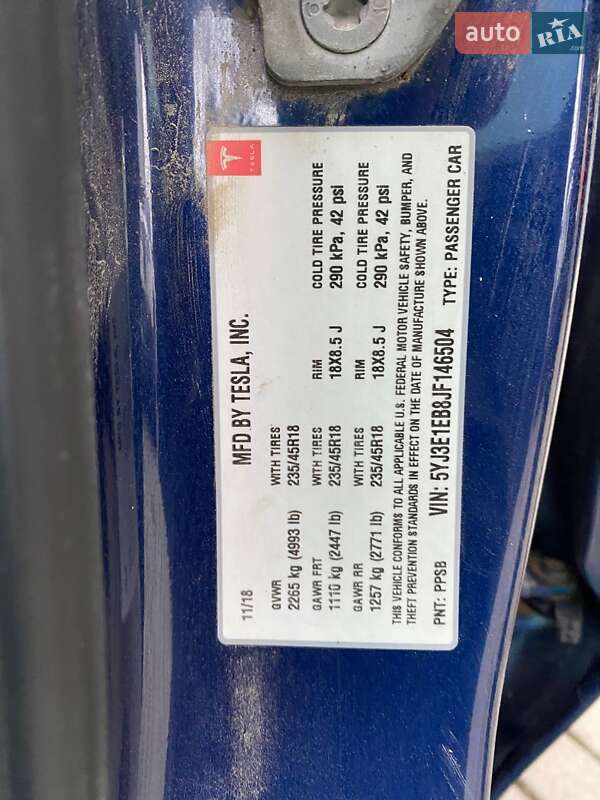 auto RIA .com
TESLA
MFD BY TESLA, INC.
11/18
GVWR
2265 kg (4993 lb)
WITH TIRES
235/45R18
GAWR FRT
1110 kg (2447 lb)
WITH TIRES
235/45R18
RIM
18X8.5 J
COLD TIRE PRESSURE
290 kPa, 42 psi
GAWR RR
1257 kg (2771 lb)
WITH TIRES
235/45R18
RIM
18X8.5 J
COLD TIRE PRESSURE
290 kPa, 42 psi
THIS VEHICLE CONFORMS TO ALL APPLICABLE U.S. FEDERAL MOTOR VEHICLE SAFETY, BUMPER, AND
THEFT PREVENTION STANDARDS IN EFFECT ON THE DATE OF MANUFACTURE SHOWN ABOVE.
PNT: PPSB VIN: 5YJ3E1EB8JF146504 TYPE: PASSENGER CAR